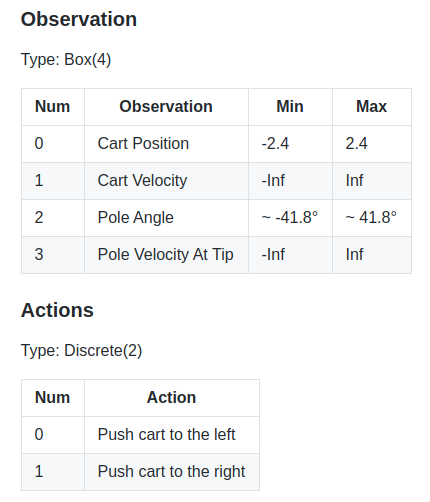 Observation
Type: Box(4)
Num Observation Min Max
0 Cart Position -2.4 2.4
1 Cart Velocity -Inf Inf
2 Pole Angle ~ -41.8° ~ 41.8°
3 Pole Velocity At Tip -Inf Inf
Actions
Type: Discrete(2)
Num Action
0 Push cart to the left
1 Push cart to the right